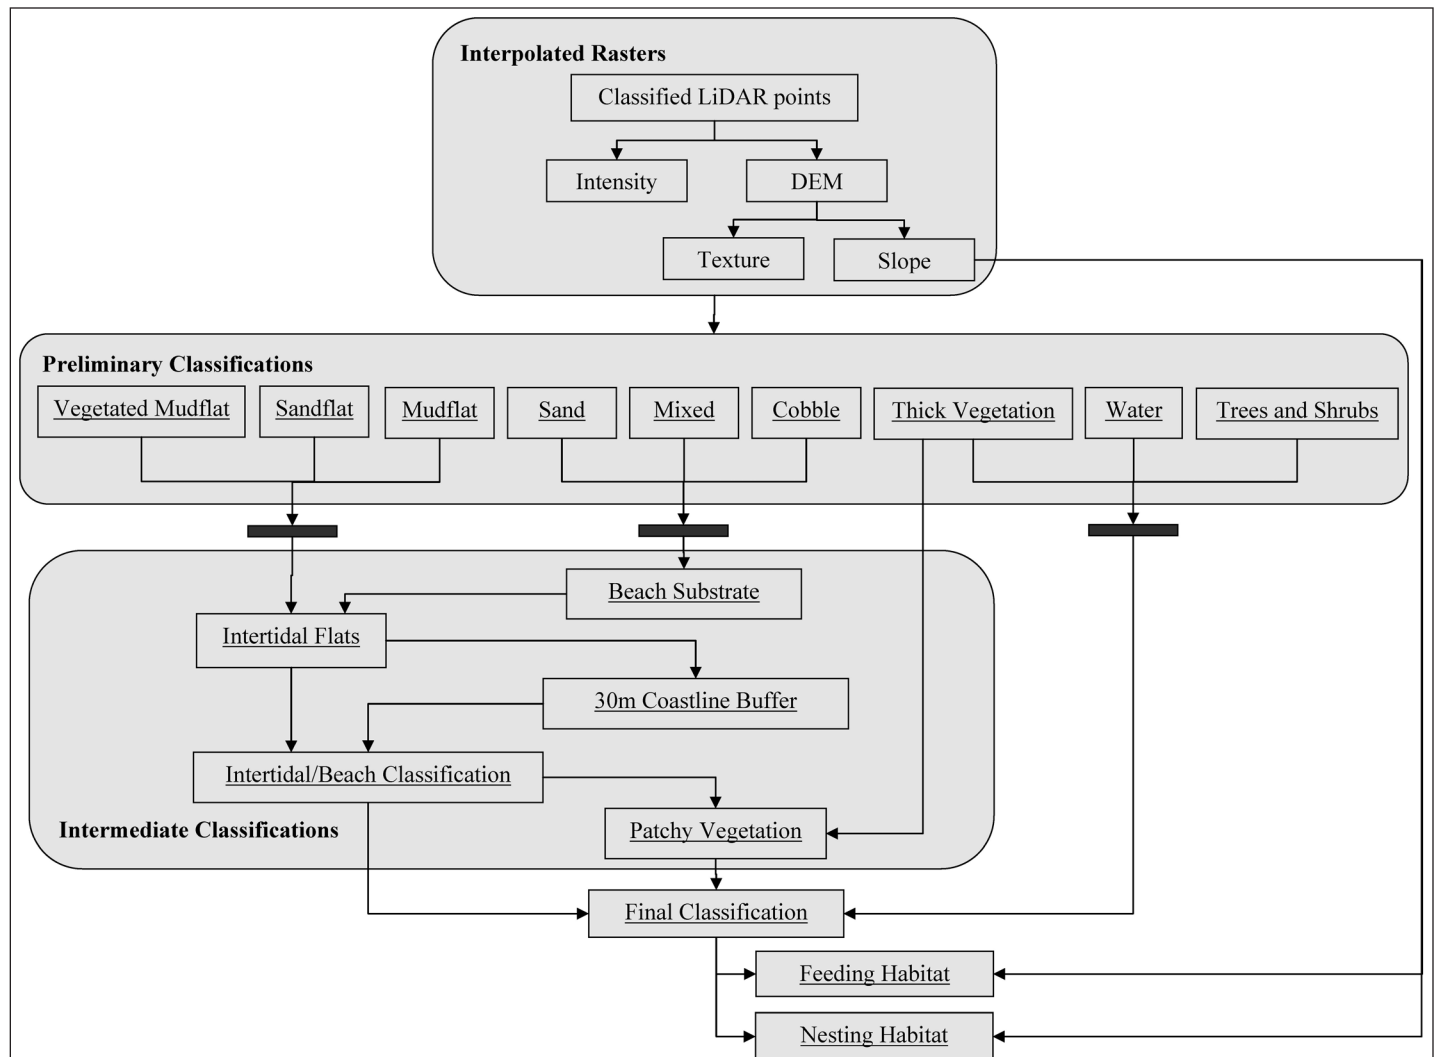 Interpolated Rasters
Classified LiDAR points
Intensity
DEM
Texture
Slope
Preliminary Classifications
Vegetated Mudflat
Sandflat
Mudflat
Sand
Mixed
Cobble
Thick Vegetation
Water
Trees and Shrubs
Beach Substrate
Intertidal Flats
30m Coastline Buffer
Intertidal/Beach Classification
Intermediate Classifications
Patchy Vegetation
Final Classification
Feeding Habitat
Nesting Habitat